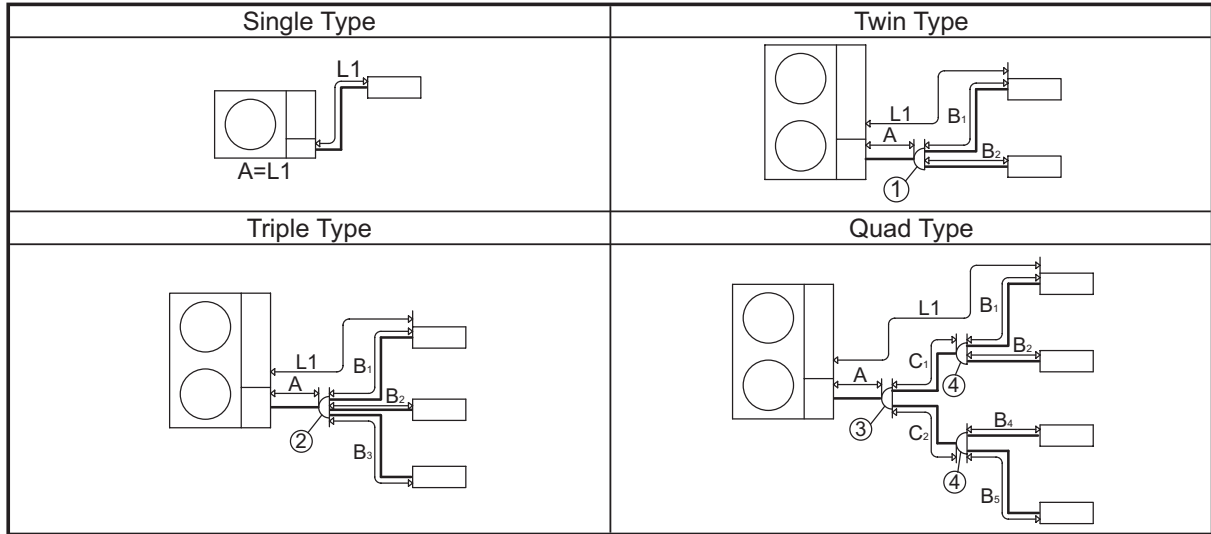 Single Type
Twin Type
L1
A=L1
L1
A
B₁
B₂
①
Triple Type
Quad Type
L1
A
B₁
B₂
B₃
②
L1
A
B₁
B₂
C₁
④
③
C₂
B₄
④
B₅